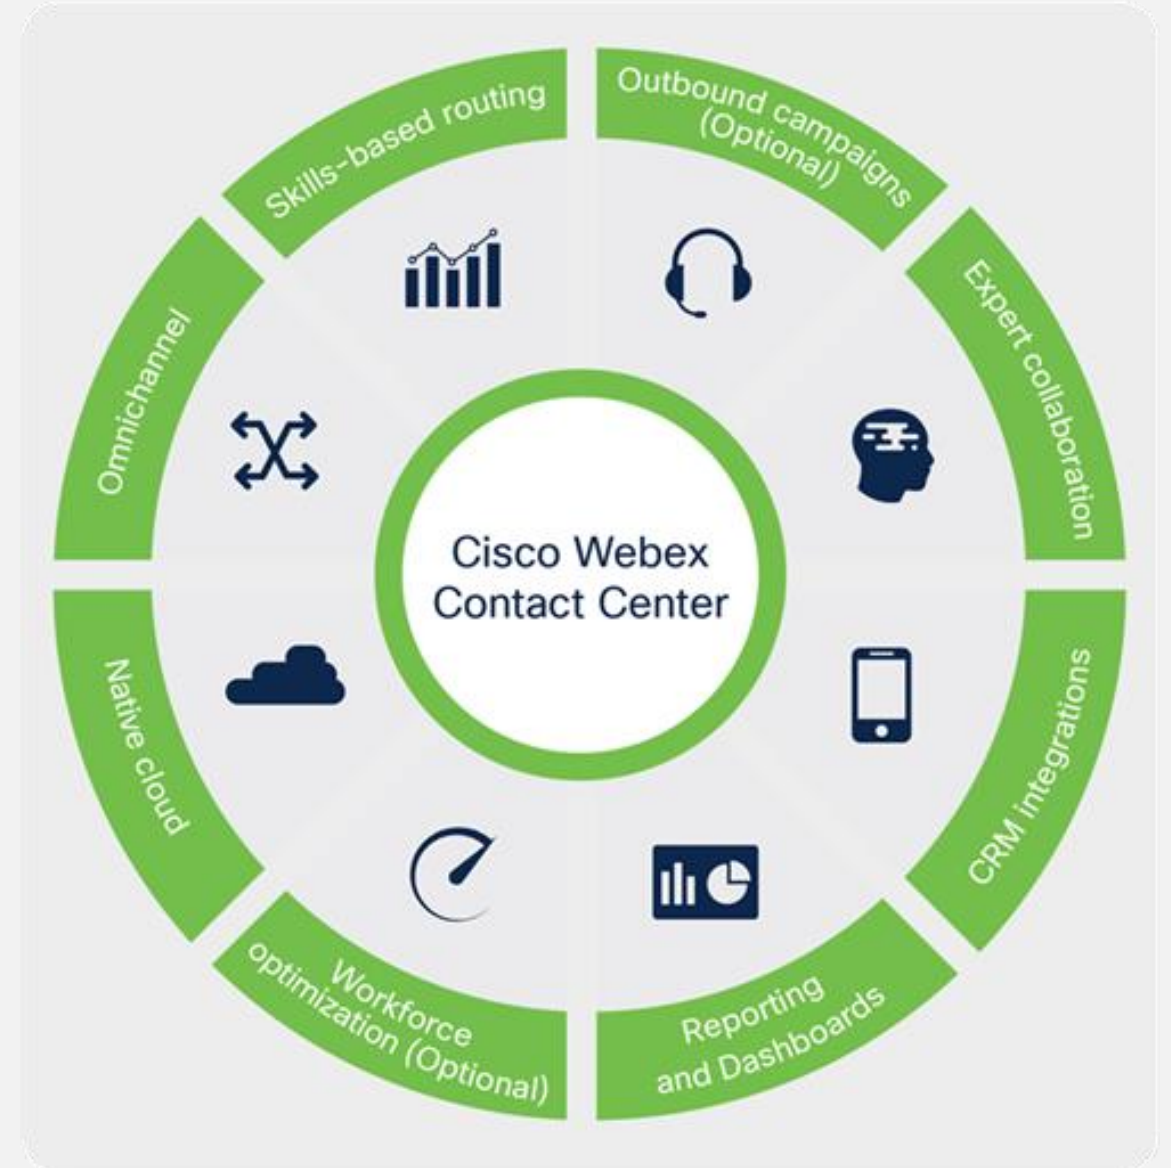 Skills-based routing
Outbound campaigns
(Optional)
Expert collaboration
Omnichannel
Cisco Webex
Contact Center
Native cloud
CRM integrations
Workforce
optimization (Optional)
Reporting
and Dashboards